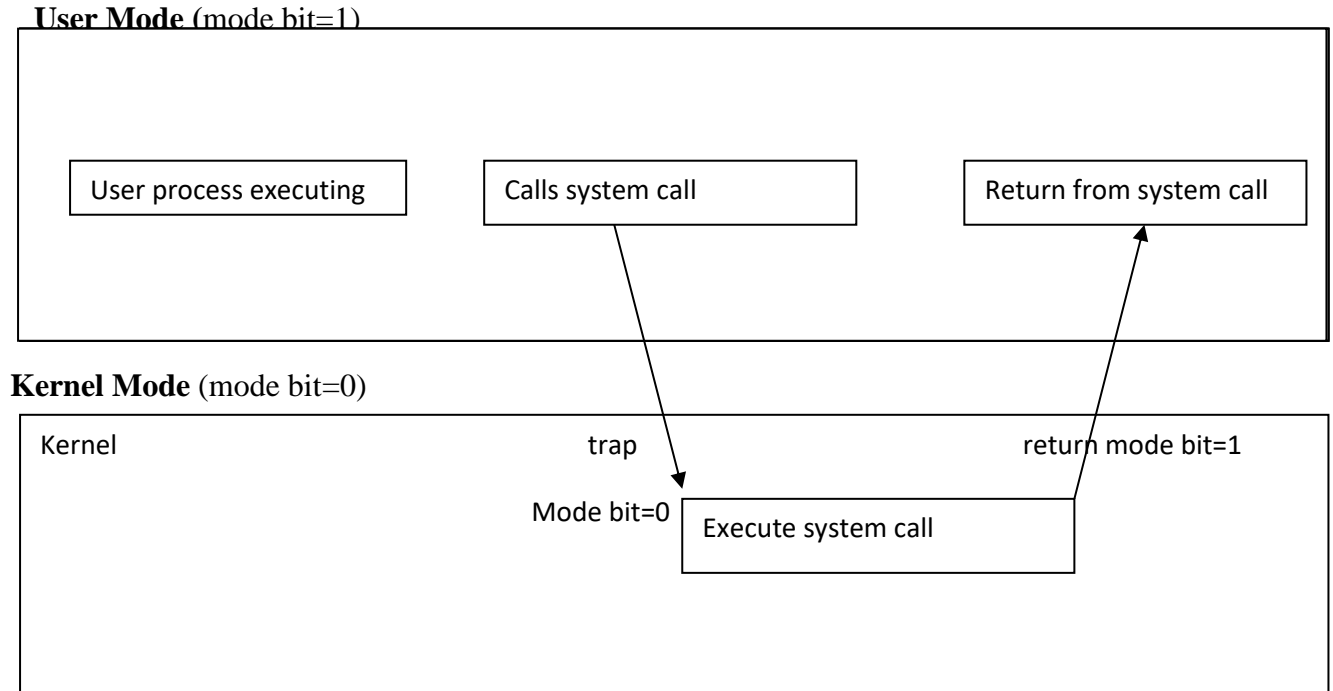 User Mode (mode bit=1)
User process executing
Calls system call
Return from system call
Kernel Mode (mode bit=0)
Kernel
trap
return mode bit=1
Mode bit=0
Execute system call